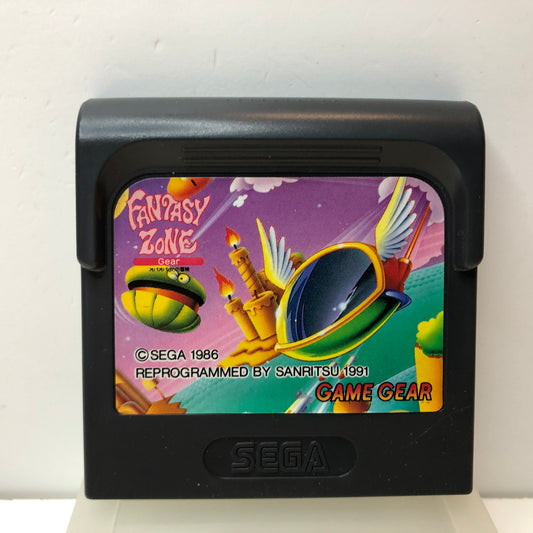 FANTASY
ZONE
Gear
© SEGA 1986
REPROGRAMMED BY SANRITSU 1991
GAME GEAR
SEGA